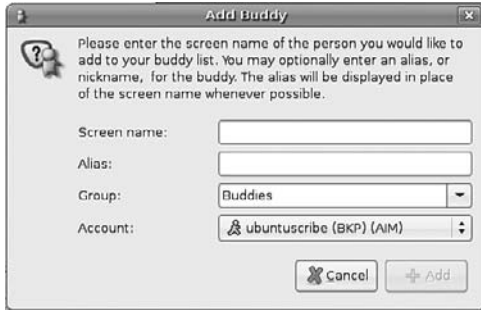 Add Buddy
Please enter the screen name of the person you would like to
add to your buddy list. You may optionally enter an alias, or
nickname, for the buddy. The alias will be displayed in place
of the screen name whenever possible.
Screen name:
Alias:
Group:
Buddies
Account:
ubuntuscribe (BKP) (AIM)
Cancel
Add